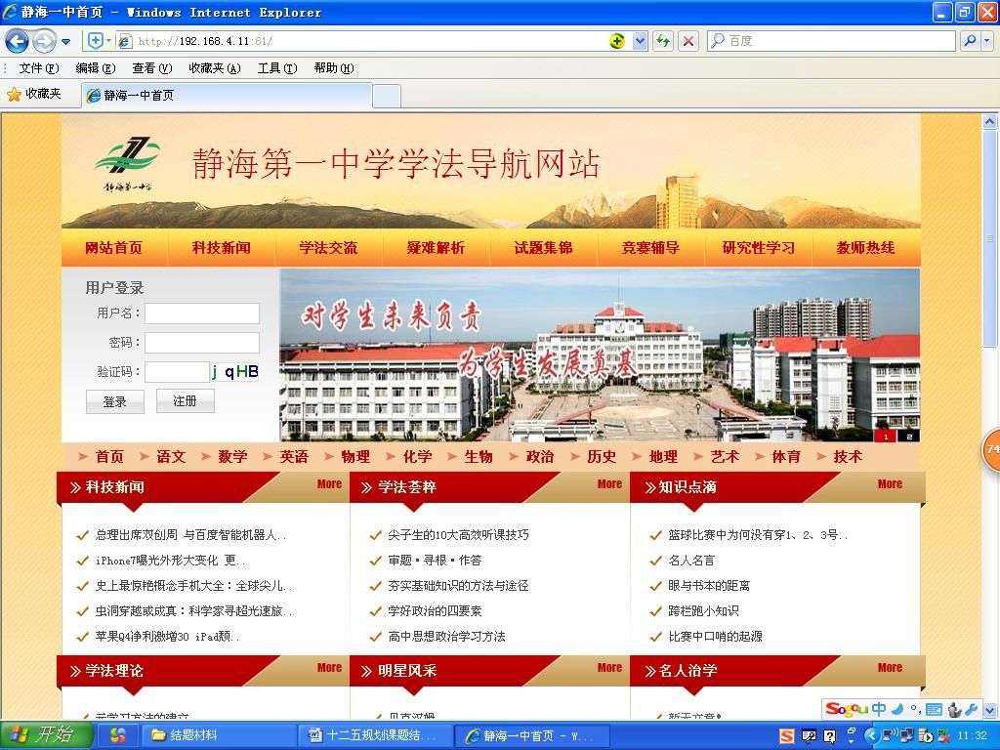 静海一中首页 - Windows Internet Explorer
http://192.168.4.11:81/
百度
文件(F) 编辑(E) 查看(V) 收藏夹(A) 工具(T) 帮助(H)
收藏夹 静海一中首页
静海第一中学
静海第一中学学法导航网站
网站首页 科技新闻 学法交流 疑难解析 试题集锦 竞赛辅导 研究性学习 教师热线
用户登录
用户名：
密码：
验证码： jqHB
登录 注册
对学生未来负责
为学生发展奠基
1 2
首页 语文 数学 英语 物理 化学 生物 政治 历史 地理 艺术 体育 技术
74
科技新闻 More
总理出席双创周 与百度智能机器人..
iPhone7曝光外形大变化 更..
史上最惊艳概念手机大全：全球尖儿..
虫洞穿越或成真：科学家寻超光速旅..
苹果Q4净利激增30 iPad颓..
学法荟粹 More
尖子生的10大高效听课技巧
审题·寻根·作答
夯实基础知识的方法与途径
学好政治的四要素
高中思想政治学习方法
知识点滴 More
篮球比赛中为何没有穿1、2、3号..
名人名言
眼与书本的距离
跨栏跑小知识
比赛中口哨的起源
学法理论 More
元学习方法的建立
明星风采 More
贝克汉姆
名人治学 More
新于文章!
Sogou 中
开始 结题材料 十二五规划课题结... 静海一中首页 - W... 11:32